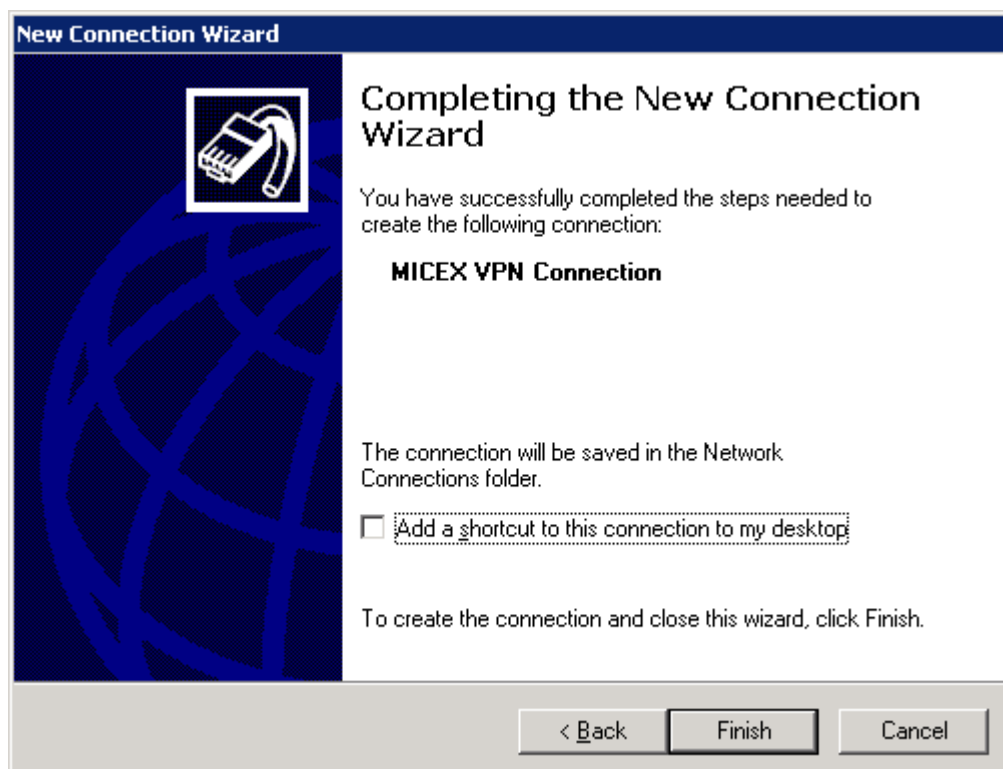 New Connection Wizard
Completing the New Connection
Wizard
You have successfully completed the steps needed to
create the following connection:
MICEX VPN Connection
The connection will be saved in the Network
Connections folder.
Add a shortcut to this connection to my desktop
To create the connection and close this wizard, click Finish.
< Back Finish Cancel